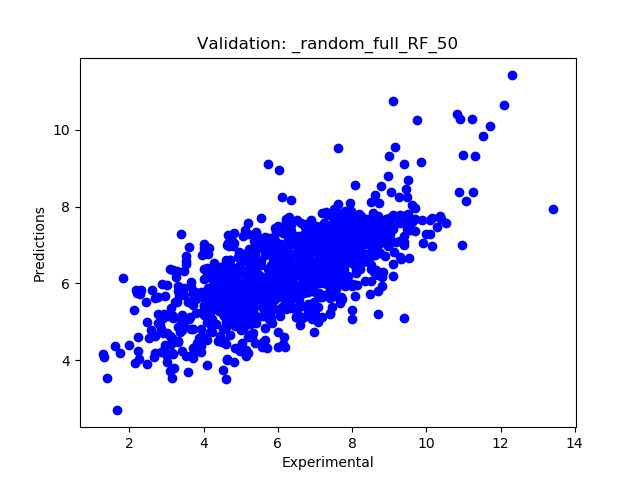 Validation: _random_full_RF_50
10
8
6
4
Predictions
2 4 6 8 10 12 14
Experimental